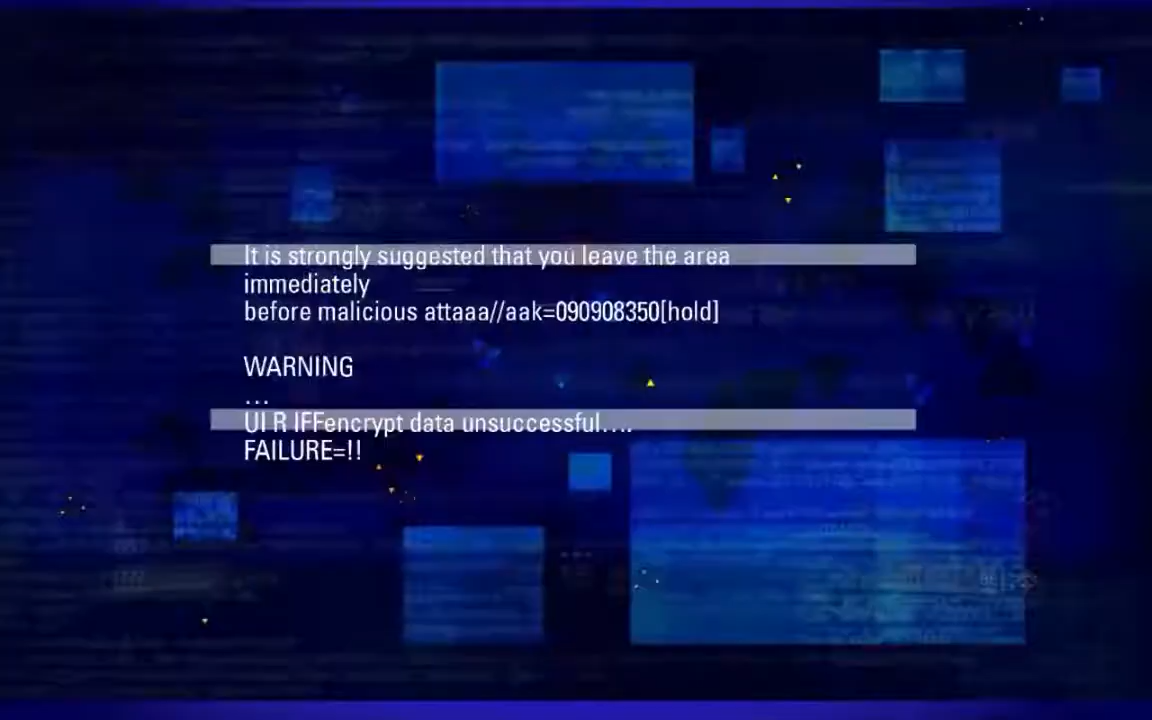 It is strongly suggested that you leave the area
immediately
before malicious attaaa//aak=090908350[hold]
WARNING
...
UI R IFFencrypt data unsuccessful....
FAILURE=!!